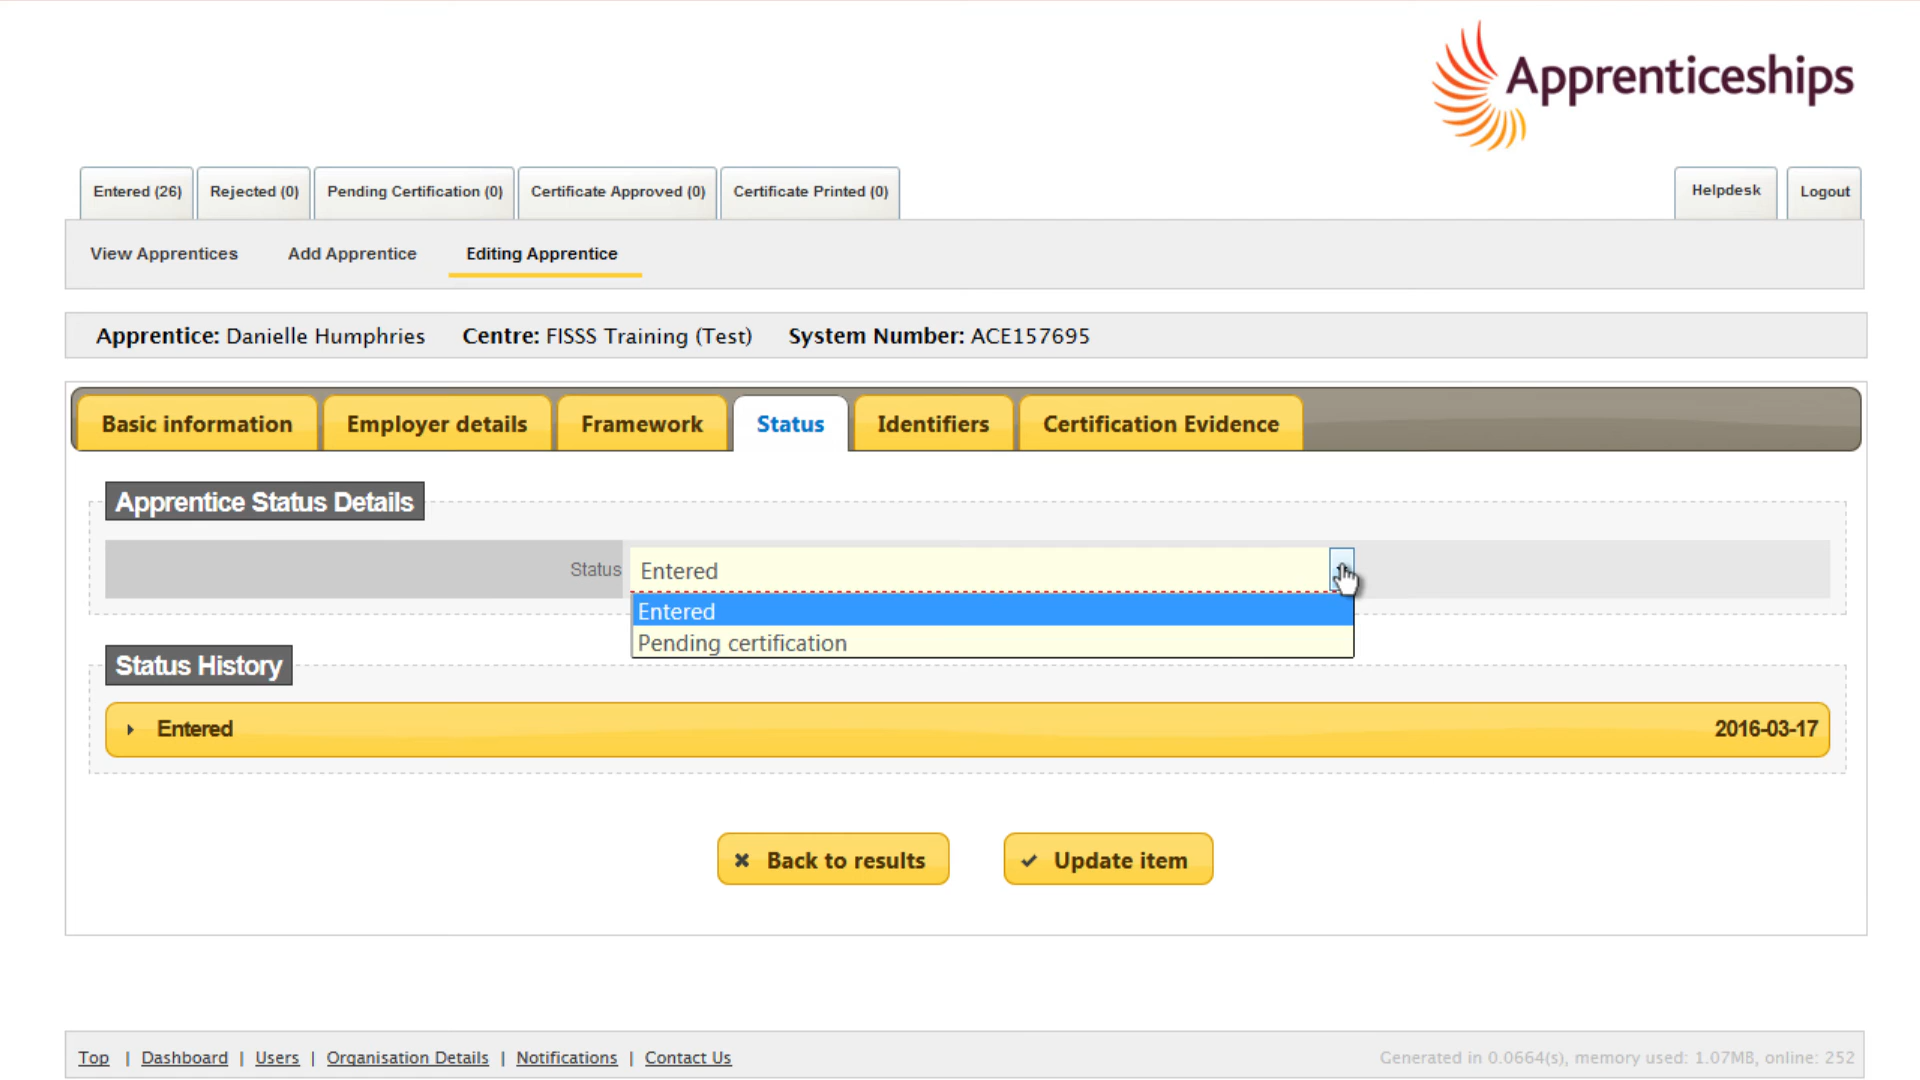 Apprenticeships
Entered (26) Rejected (0) Pending Certification (0) Certificate Approved (0) Certificate Printed (0) Helpdesk Logout
View Apprentices Add Apprentice Editing Apprentice
Apprentice: Danielle Humphries Centre: FISSS Training (Test) System Number: ACE157695
Basic information Employer details Framework Status Identifiers Certification Evidence
Apprentice Status Details
Status Entered
Entered
Pending certification
Status History
Entered 2016-03-17
Back to results Update item
Top | Dashboard | Users | Organisation Details | Notifications | Contact Us Generated in 0.0664(s), memory used: 1.07MB, online: 252